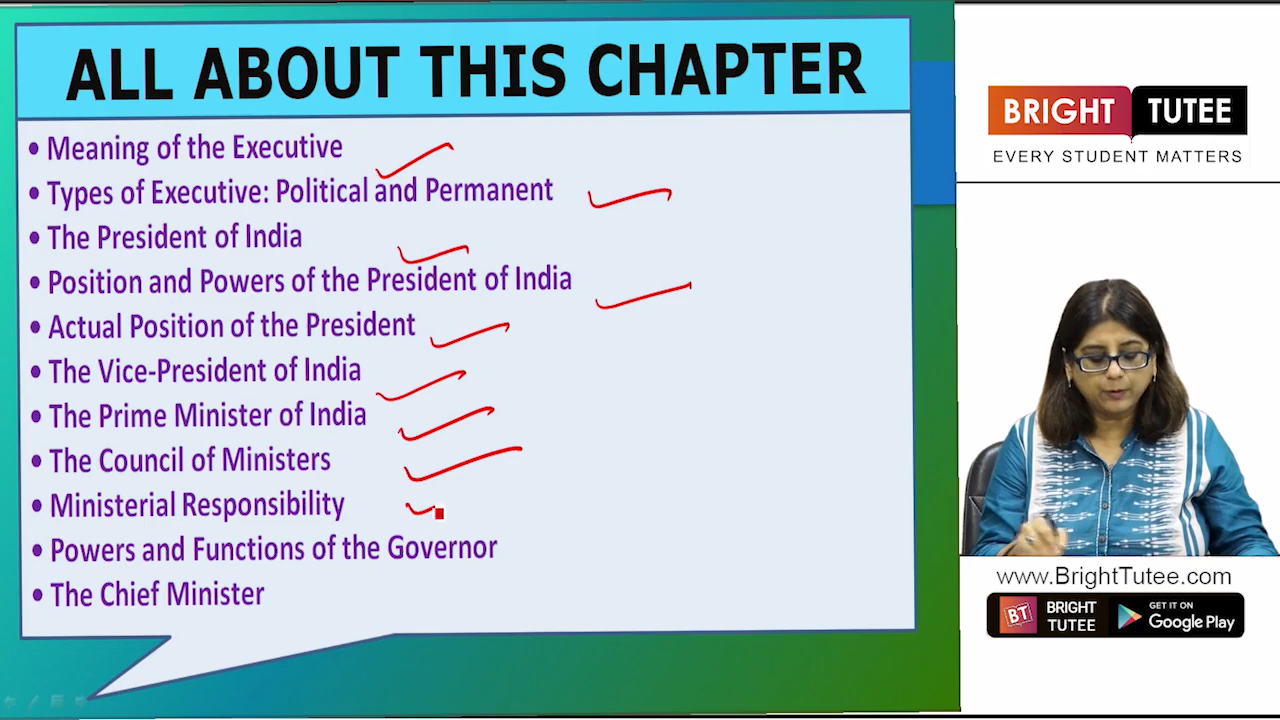 ALL ABOUT THIS CHAPTER
• Meaning of the Executive
• Types of Executive: Political and Permanent
• The President of India
• Position and Powers of the President of India
• Actual Position of the President
• The Vice-President of India
• The Prime Minister of India
• The Council of Ministers
• Ministerial Responsibility
• Powers and Functions of the Governor
• The Chief Minister
BRIGHT TUTEE
EVERY STUDENT MATTERS
www.BrightTutee.com
BT BRIGHT TUTEE
GET IT ON
Google Play